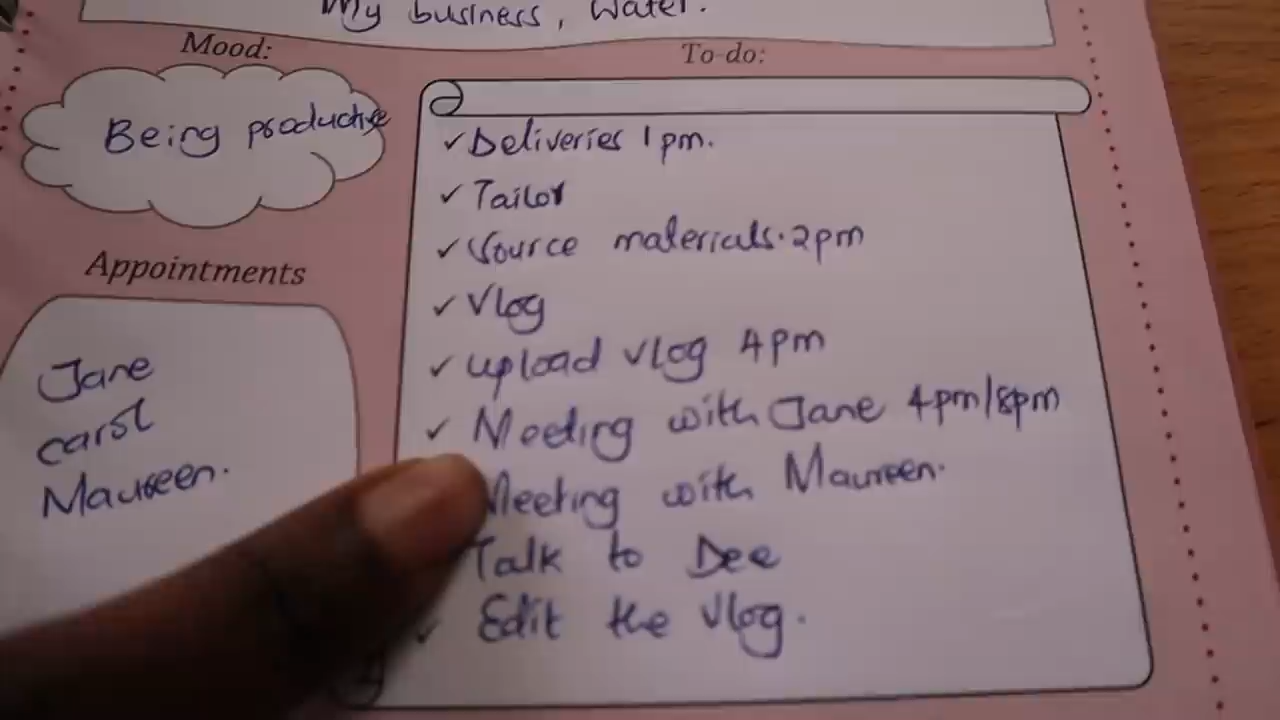 My business, Water.
Mood:
Being productive
To-do:
Deliveries 1pm.
Tailor
Source materials. 2pm
Vlog
upload vlog 4pm
Meeting with Jane 4pm/8pm
Meeting with Maureen.
Talk to Dee
Edit the vlog.
Appointments
Jane
carol
Maureen.